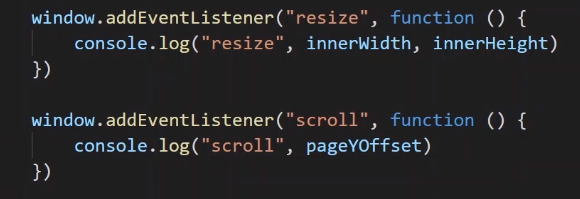 window.addEventListener("resize", function () {
    console.log("resize", innerWidth, innerHeight)
})

window.addEventListener("scroll", function () {
    console.log("scroll", pageYOffset)
})